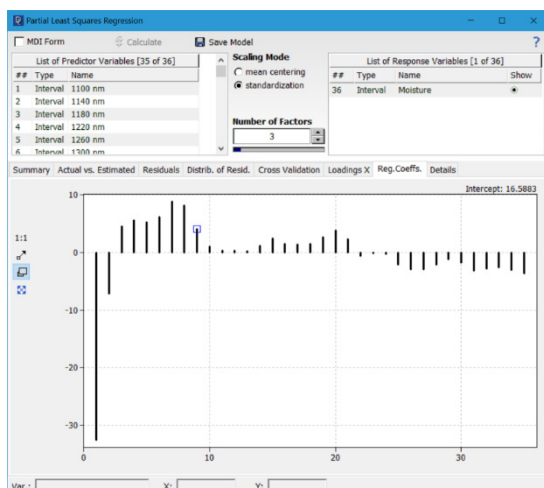 Partial Least Squares Regression
MDI Form Calculate Save Model ?
List of Predictor Variables [35 of 36]
## Type Name
1 Interval 1100 nm
2 Interval 1140 nm
3 Interval 1180 nm
4 Interval 1220 nm
5 Interval 1260 nm
6 Interval 1300 nm
Scaling Mode
mean centering
standardization
Number of Factors
3
List of Response Variables [1 of 36]
## Type Name Show
36 Interval Moisture
Summary Actual vs. Estimated Residuals Distrib. of Resid. Cross Validation Loadings X Reg.Coeffs. Details
Intercept: 16.5883
1:1
10
0
-10
-20
-30
0 10 20 30
Var.: X: Y: